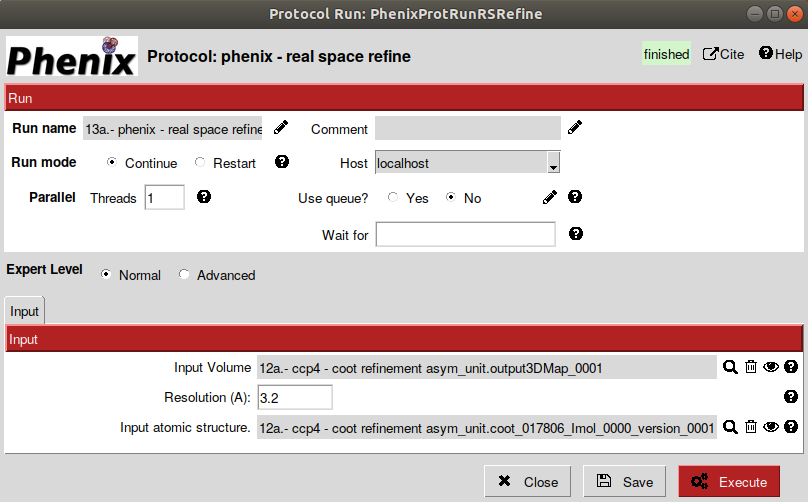 Protocol Run: PhenixProtRunRSRefine
Phenix Protocol: phenix - real space refine finished Cite Help
Run
Run name 13a.- phenix - real space refine Comment
Run mode Continue Restart Host localhost
Parallel Threads 1 Use queue? Yes No
Wait for
Expert Level Normal Advanced
Input
Input
Input Volume 12a.- ccp4 - coot refinement asym_unit.output3DMap_0001
Resolution (A): 3.2
Input atomic structure. 12a.- ccp4 - coot refinement asym_unit.coot_017806_Imol_0000_version_0001
Close Save Execute